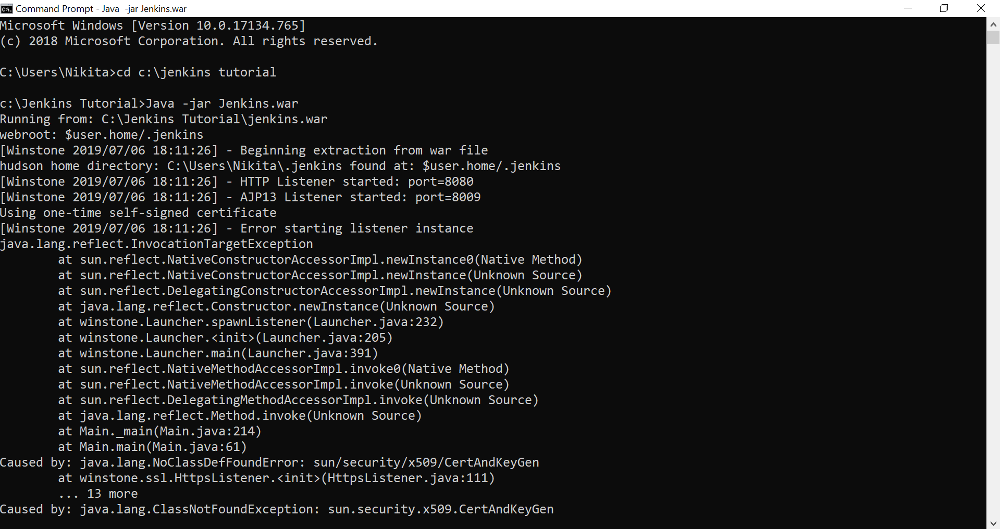 Command Prompt - Java  -jar Jenkins.war
Microsoft Windows [Version 10.0.17134.765]
(c) 2018 Microsoft Corporation. All rights reserved.
C:\Users\Nikita>cd c:\jenkins tutorial
c:\Jenkins Tutorial>Java -jar Jenkins.war
Running from: C:\Jenkins Tutorial\jenkins.war
webroot: $user.home/.jenkins
[Winstone 2019/07/06 18:11:26] - Beginning extraction from war file
hudson home directory: C:\Users\Nikita\.jenkins found at: $user.home/.jenkins
[Winstone 2019/07/06 18:11:26] - HTTP Listener started: port=8080
[Winstone 2019/07/06 18:11:26] - AJP13 Listener started: port=8009
Using one-time self-signed certificate
[Winstone 2019/07/06 18:11:26] - Error starting listener instance
java.lang.reflect.InvocationTargetException
        at sun.reflect.NativeConstructorAccessorImpl.newInstance0(Native Method)
        at sun.reflect.NativeConstructorAccessorImpl.newInstance(Unknown Source)
        at sun.reflect.DelegatingConstructorAccessorImpl.newInstance(Unknown Source)
        at java.lang.reflect.Constructor.newInstance(Unknown Source)
        at winstone.Launcher.spawnListener(Launcher.java:232)
        at winstone.Launcher.<init>(Launcher.java:205)
        at winstone.Launcher.main(Launcher.java:391)
        at sun.reflect.NativeMethodAccessorImpl.invoke0(Native Method)
        at sun.reflect.NativeMethodAccessorImpl.invoke(Unknown Source)
        at sun.reflect.DelegatingMethodAccessorImpl.invoke(Unknown Source)
        at java.lang.reflect.Method.invoke(Unknown Source)
        at Main._main(Main.java:214)
        at Main.main(Main.java:61)
Caused by: java.lang.NoClassDefFoundError: sun/security/x509/CertAndKeyGen
        at winstone.ssl.HttpsListener.<init>(HttpsListener.java:111)
        ... 13 more
Caused by: java.lang.ClassNotFoundException: sun.security.x509.CertAndKeyGen